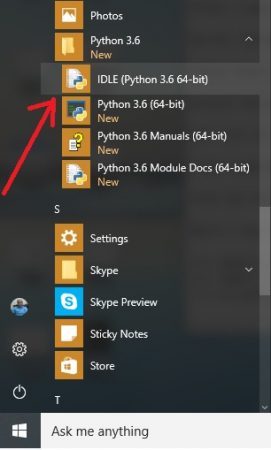 Photos
Python 3.6
New
IDLE (Python 3.6 64-bit)
Python 3.6 (64-bit)
New
Python 3.6 Manuals (64-bit)
New
Python 3.6 Module Docs (64-bit)
New
S
Settings
Skype
Skype Preview
Sticky Notes
Store
T
Ask me anything